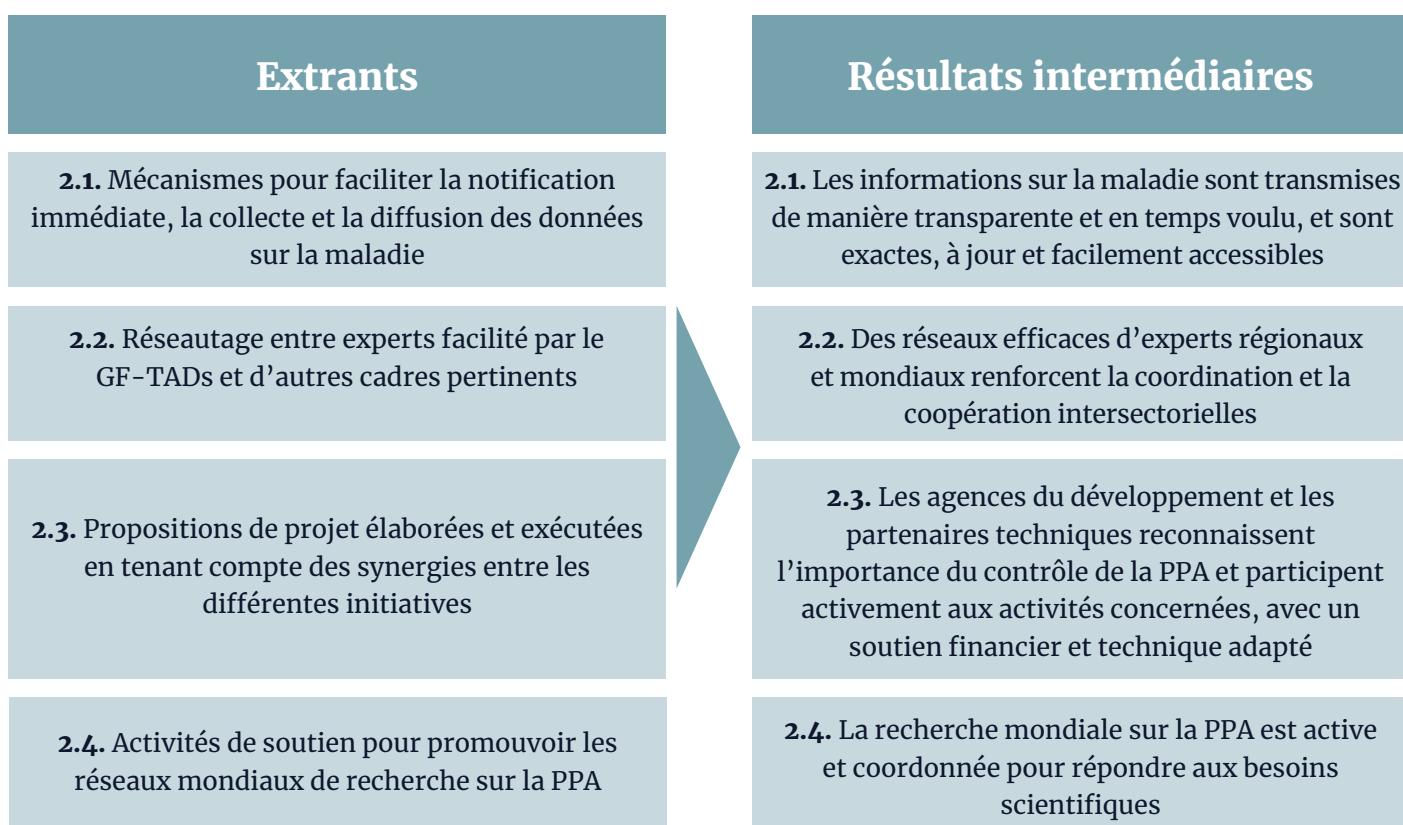 Extrants
2.1. Mécanismes pour faciliter la notification
immédiate, la collecte et la diffusion des données
sur la maladie
2.2. Réseautage entre experts facilité par le
GF-TADs et d’autres cadres pertinents
2.3. Propositions de projet élaborées et exécutées
en tenant compte des synergies entre les
différentes initiatives
2.4. Activités de soutien pour promouvoir les
réseaux mondiaux de recherche sur la PPA
Résultats intermédiaires
2.1. Les informations sur la maladie sont transmises
de manière transparente et en temps voulu, et sont
exactes, à jour et facilement accessibles
2.2. Des réseaux efficaces d’experts régionaux
et mondiaux renforcent la coordination et la
coopération intersectorielles
2.3. Les agences du développement et les
partenaires techniques reconnaissent
l’importance du contrôle de la PPA et participent
activement aux activités concernées, avec un
soutien financier et technique adapté
2.4. La recherche mondiale sur la PPA est active
et coordonnée pour répondre aux besoins
scientifiques